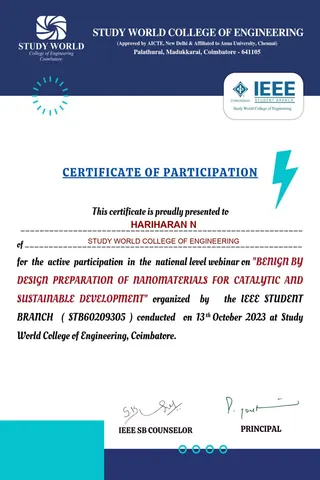 STUDY WORLD COLLEGE OF ENGINEERING
(Approved by AICTE, New Delhi & Affiliated to Anna University, Chennai)
Palathurai, Madukkarai, Coimbatore - 641105
STUDY WORLD
College of Engineering
Coimbatore
IEEE
STUDENT BRANCH
Study World College of Engineering
CERTIFICATE OF PARTICIPATION
This certificate is proudly presented to
HARIHARAN N
of STUDY WORLD COLLEGE OF ENGINEERING
for the active participation in the national level webinar on "BENIGN BY
DESIGN PREPARATION OF NANOMATERIALS FOR CATALYTIC AND
SUSTAINABLE DEVELOPMENT" organized by the IEEE STUDENT
BRANCH ( STB60209305 ) conducted on 13th October 2023 at Study
World College of Engineering, Coimbatore.
IEEE SB COUNSELOR
PRINCIPAL